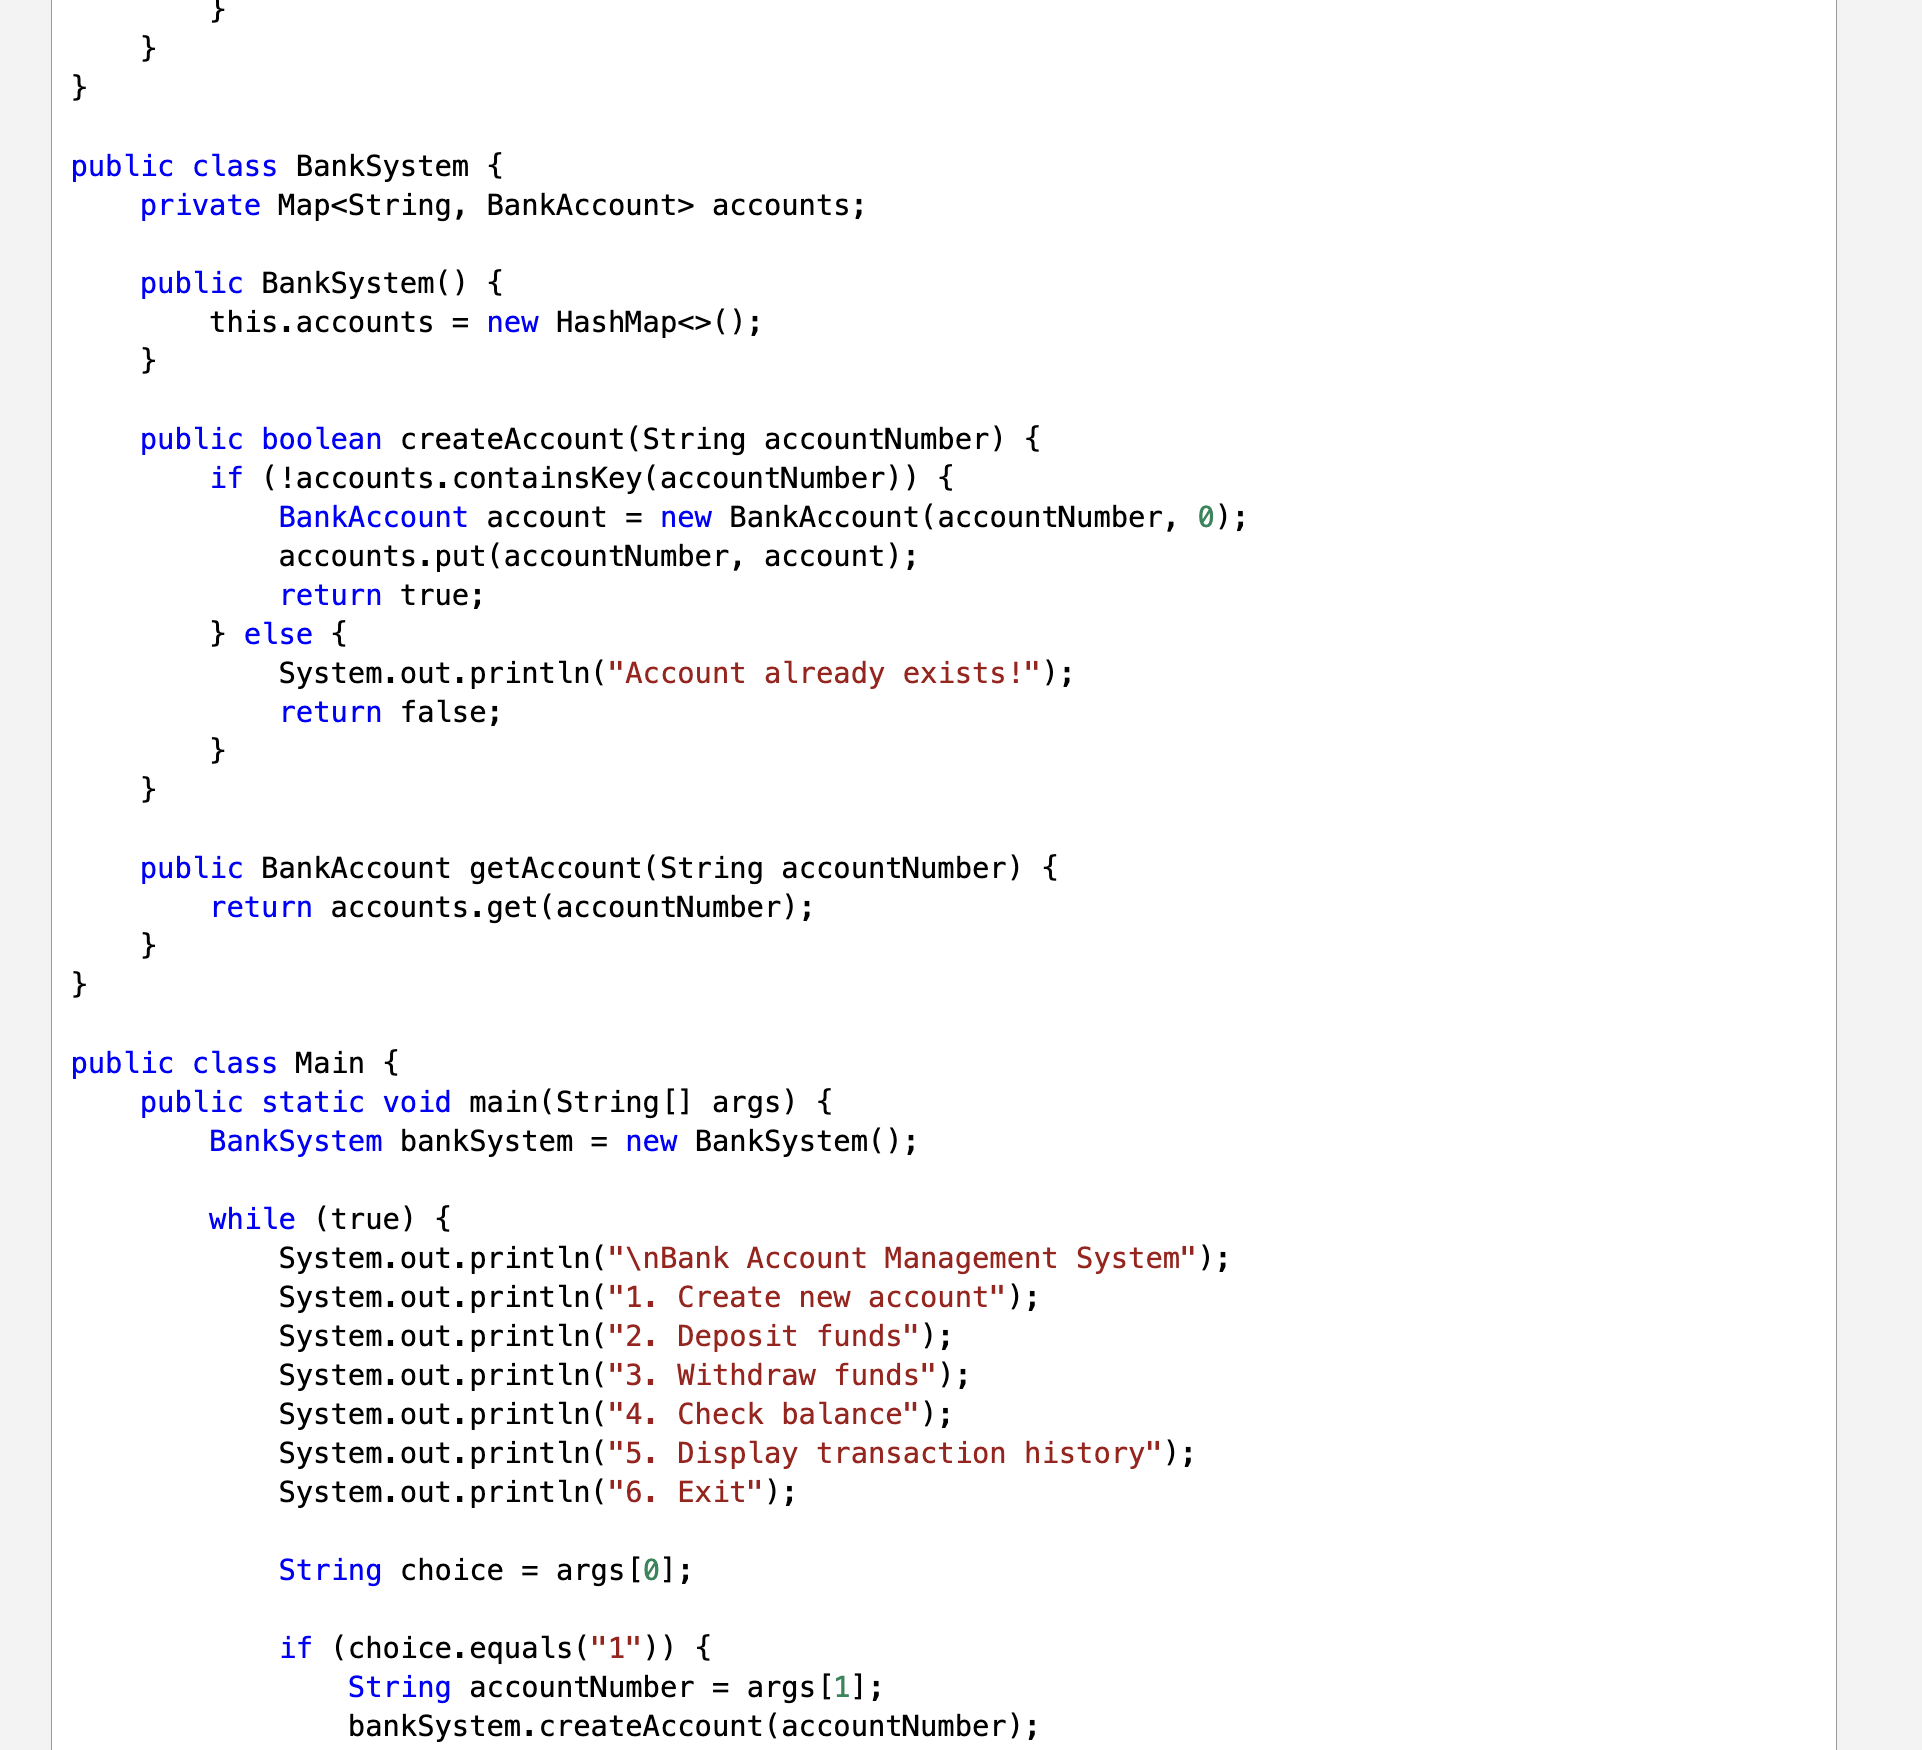 }
    }
}

public class BankSystem {
    private Map<String, BankAccount> accounts;

    public BankSystem() {
        this.accounts = new HashMap<>();
    }

    public boolean createAccount(String accountNumber) {
        if (!accounts.containsKey(accountNumber)) {
            BankAccount account = new BankAccount(accountNumber, 0);
            accounts.put(accountNumber, account);
            return true;
        } else {
            System.out.println("Account already exists!");
            return false;
        }
    }

    public BankAccount getAccount(String accountNumber) {
        return accounts.get(accountNumber);
    }
}

public class Main {
    public static void main(String[] args) {
        BankSystem bankSystem = new BankSystem();

        while (true) {
            System.out.println("\nBank Account Management System");
            System.out.println("1. Create new account");
            System.out.println("2. Deposit funds");
            System.out.println("3. Withdraw funds");
            System.out.println("4. Check balance");
            System.out.println("5. Display transaction history");
            System.out.println("6. Exit");

            String choice = args[0];

            if (choice.equals("1")) {
                String accountNumber = args[1];
                bankSystem.createAccount(accountNumber);